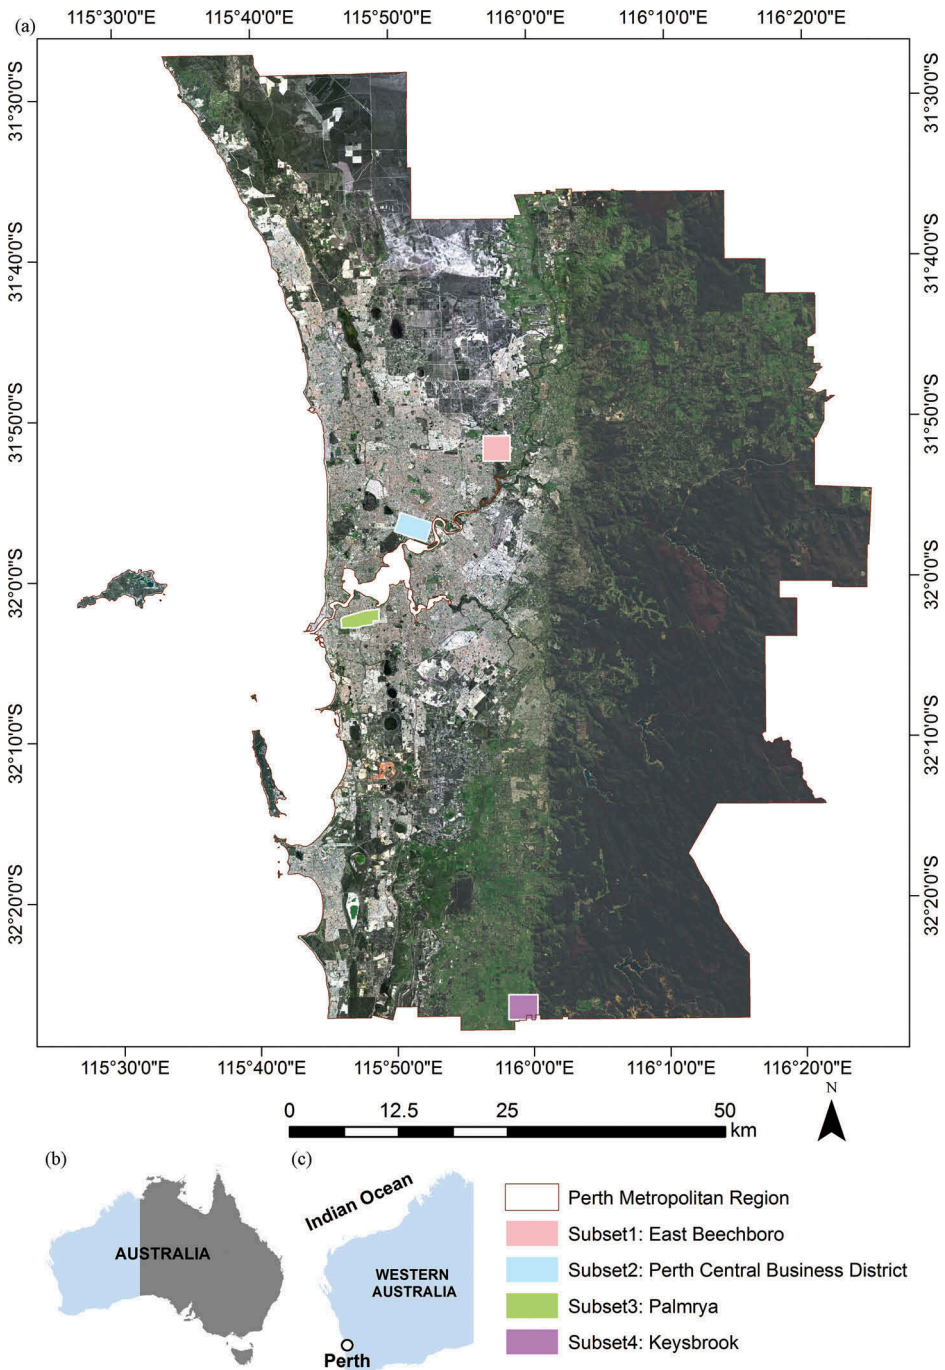 (a)
115°30'0"E 115°40'0"E 115°50'0"E 116°0'0"E 116°10'0"E 116°20'0"E
31°30'0"S 31°30'0"S
31°40'0"S 31°40'0"S
31°50'0"S 31°50'0"S
32°0'0"S 32°0'0"S
32°10'0"S 32°10'0"S
32°20'0"S 32°20'0"S
115°30'0"E 115°40'0"E 115°50'0"E 116°0'0"E 116°10'0"E 116°20'0"E
N
0 12.5 25 50
km
(b)
AUSTRALIA
(c)
Indian Ocean
WESTERN
AUSTRALIA
Perth
Perth Metropolitan Region
Subset1: East Beechboro
Subset2: Perth Central Business District
Subset3: Palmrya
Subset4: Keysbrook